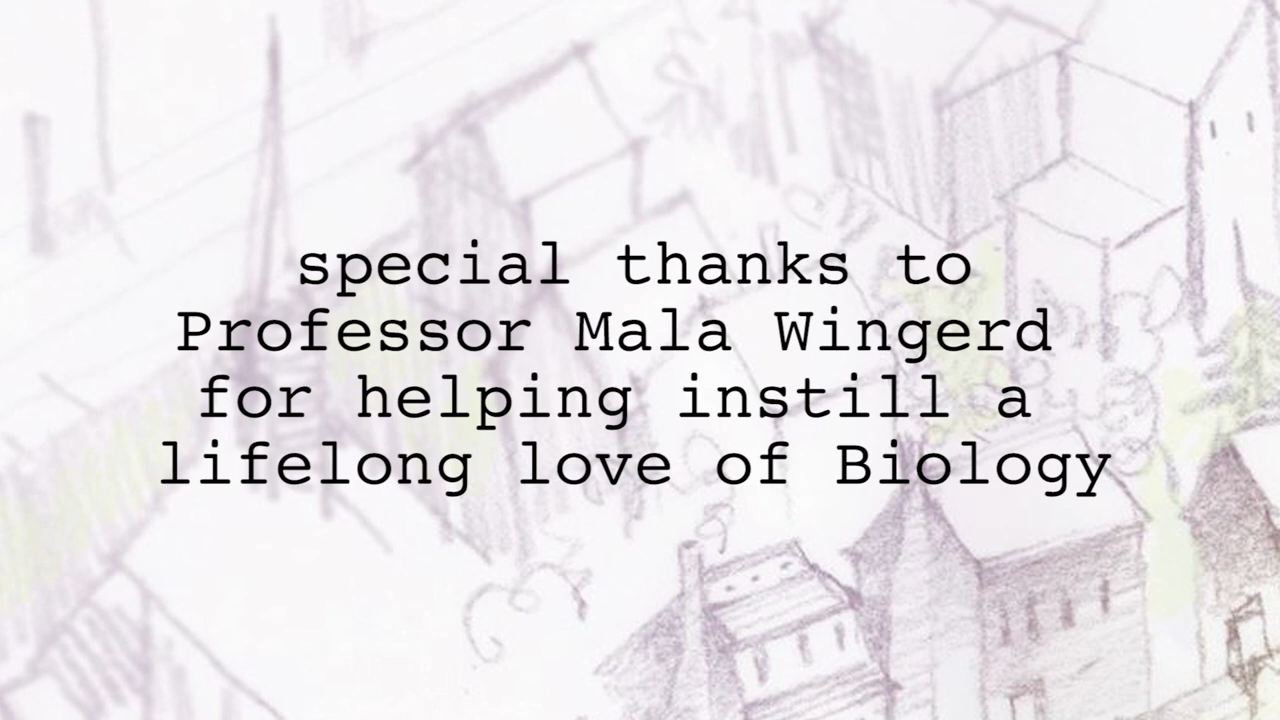 special thanks to
Professor Mala Wingerd
for helping instill a
lifelong love of Biology